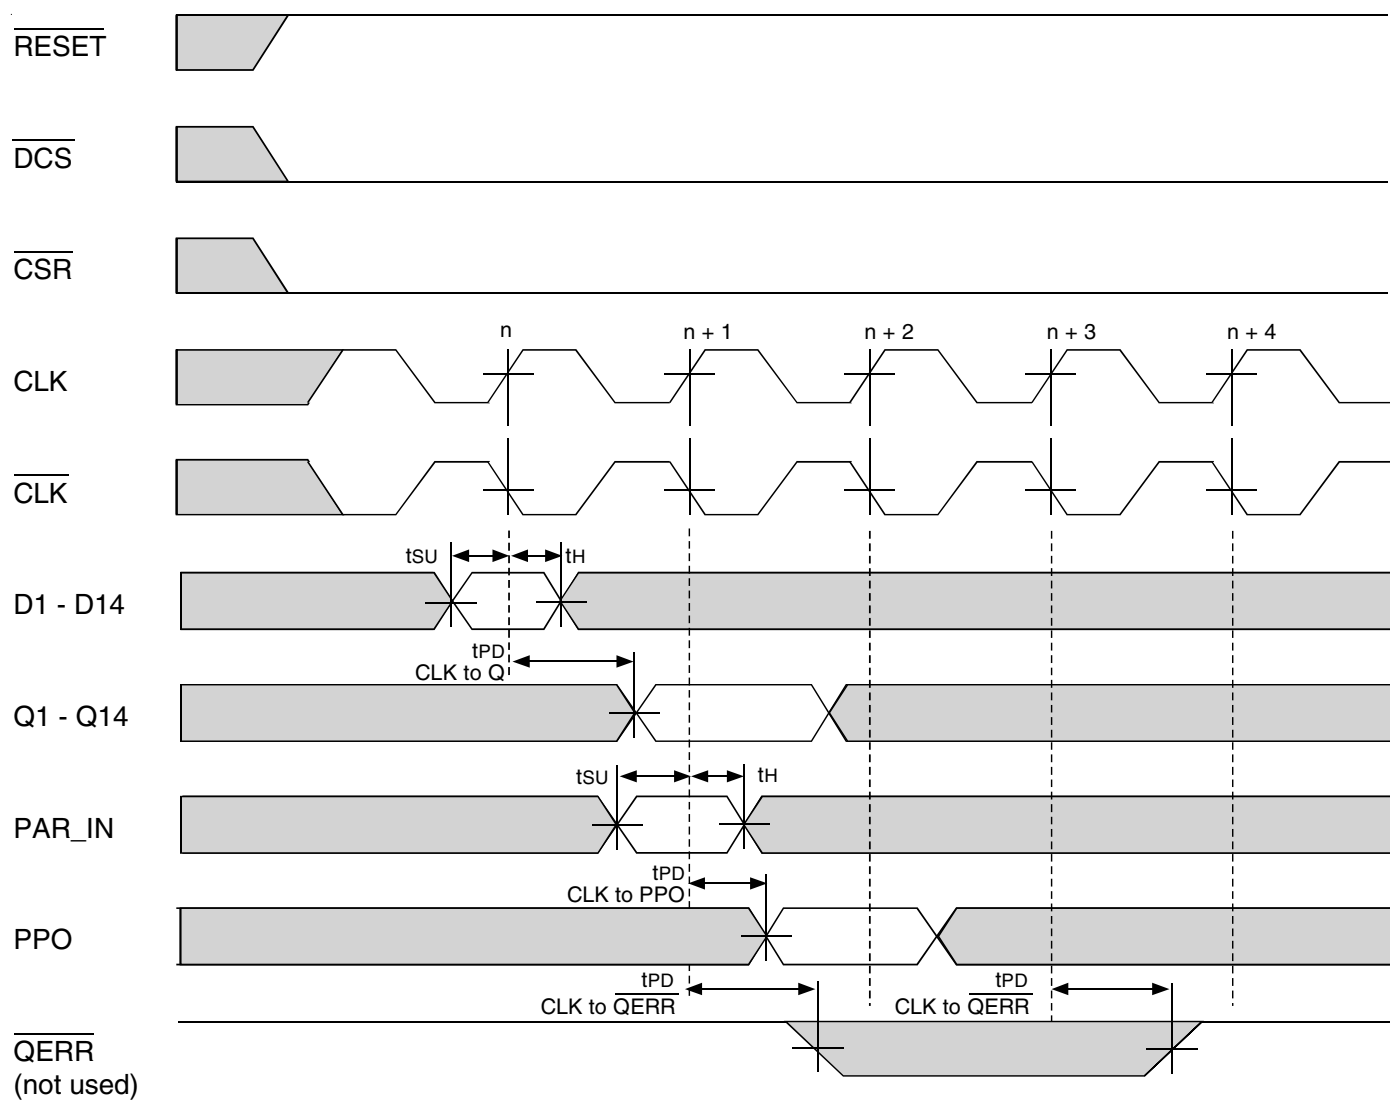 RESET
DCS
CSR
n
n + 1
n + 2
n + 3
n + 4
CLK
CLK
tSU
tH
D1 - D14
tPD
CLK to Q
Q1 - Q14
tSU
tH
PAR_IN
tPD
CLK to PPO
PPO
tPD
CLK to QERR
tPD
CLK to QERR
QERR
(not used)